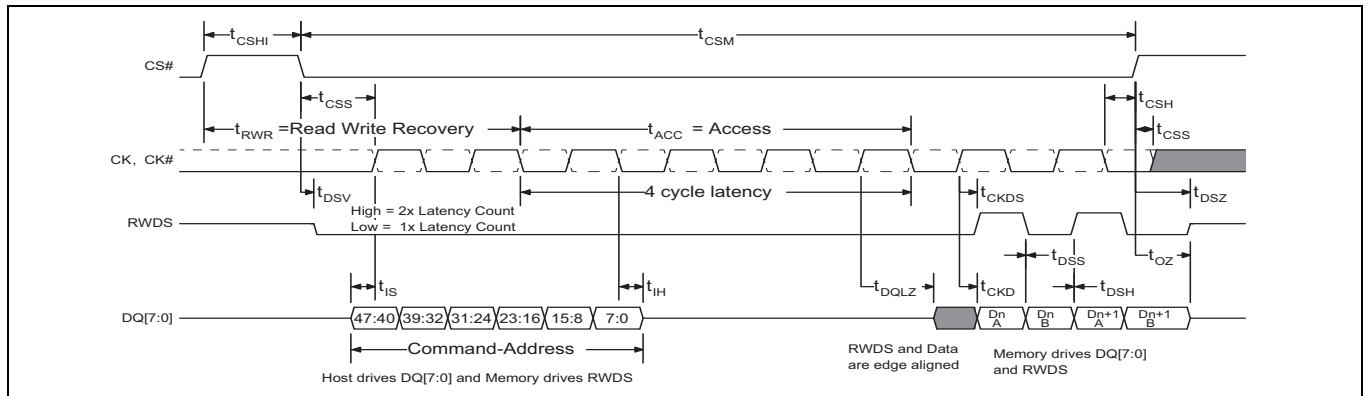 tCSHI
tCSM
CS#
tCSS
tCSH
tRWR =Read Write Recovery
tACC = Access
tCSS
CK, CK#
4 cycle latency
tDSV
High = 2x Latency Count
Low = 1x Latency Count
tCKDS
tDSZ
RWDS
tDSS
tOZ
tIS
tIH
tDQLZ
tCKD
tDSH
DQ[7:0]
47:40 39:32 31:24 23:16 15:8 7:0
Dn A
Dn B
Dn+1 A
Dn+1 B
Command-Address
RWDS and Data
are edge aligned
Memory drives DQ[7:0]
and RWDS
Host drives DQ[7:0] and Memory drives RWDS